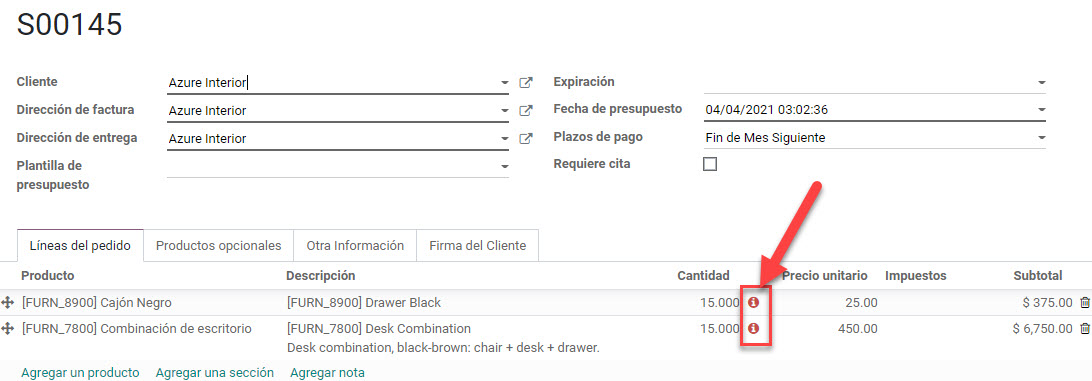 S00145
Cliente Azure Interior Expiración
Dirección de factura Azure Interior Fecha de presupuesto 04/04/2021 03:02:36
Dirección de entrega Azure Interior Plazos de pago Fin de Mes Siguiente
Plantilla de Requiere cita
presupuesto
Líneas del pedido Productos opcionales Otra Información Firma del Cliente
Producto Descripción Cantidad Precio unitario Impuestos Subtotal
[FURN_8900] Cajón Negro [FURN_8900] Drawer Black 15.000 25.00 $ 375.00
[FURN_7800] Combinación de escritorio [FURN_7800] Desk Combination 15.000 450.00 $ 6,750.00
Desk combination, black-brown: chair + desk + drawer.
Agregar un producto Agregar una sección Agregar nota